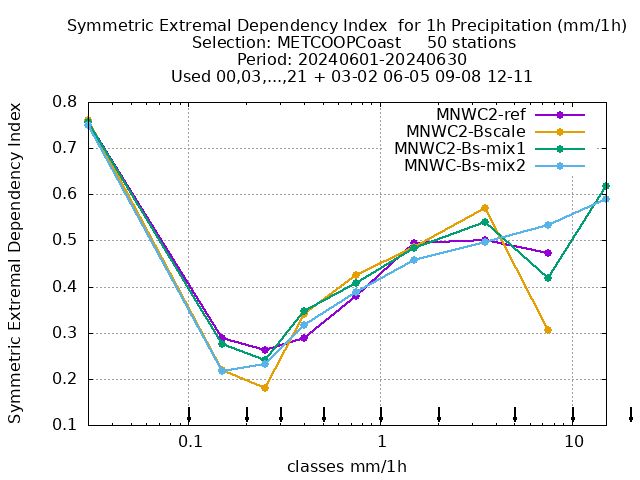 Symmetric Extremal Dependency Index  for 1h Precipitation (mm/1h)
Selection: METCOOPCoast     50 stations
Period: 20240601-20240630
Used 00,03,...,21 + 03-02 06-05 09-08 12-11
Symmetric Extremal Dependency Index
0.8
0.7
0.6
0.5
0.4
0.3
0.2
0.1
MNWC2-ref
MNWC2-Bscale
MNWC2-Bs-mix1
MNWC-Bs-mix2
0.1 1 10
classes mm/1h